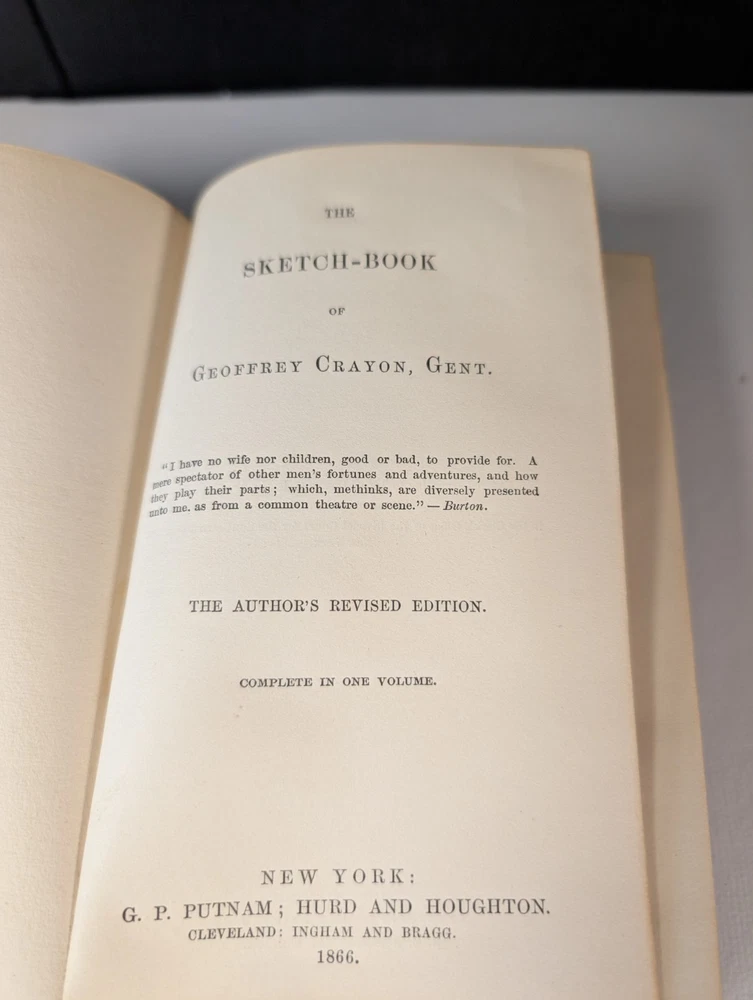 THE
SKETCH-BOOK
OF
GEOFFREY CRAYON, GENT.
"I have no wife nor children, good or bad, to provide for. A
mere spectator of other men's fortunes and adventures, and how
they play their parts; which, methinks, are diversely presented
unto me, as from a common theatre or scene." — Burton.
THE AUTHOR'S REVISED EDITION.
COMPLETE IN ONE VOLUME.
NEW YORK:
G. P. PUTNAM; HURD AND HOUGHTON.
CLEVELAND: INGHAM AND BRAGG.
1866.